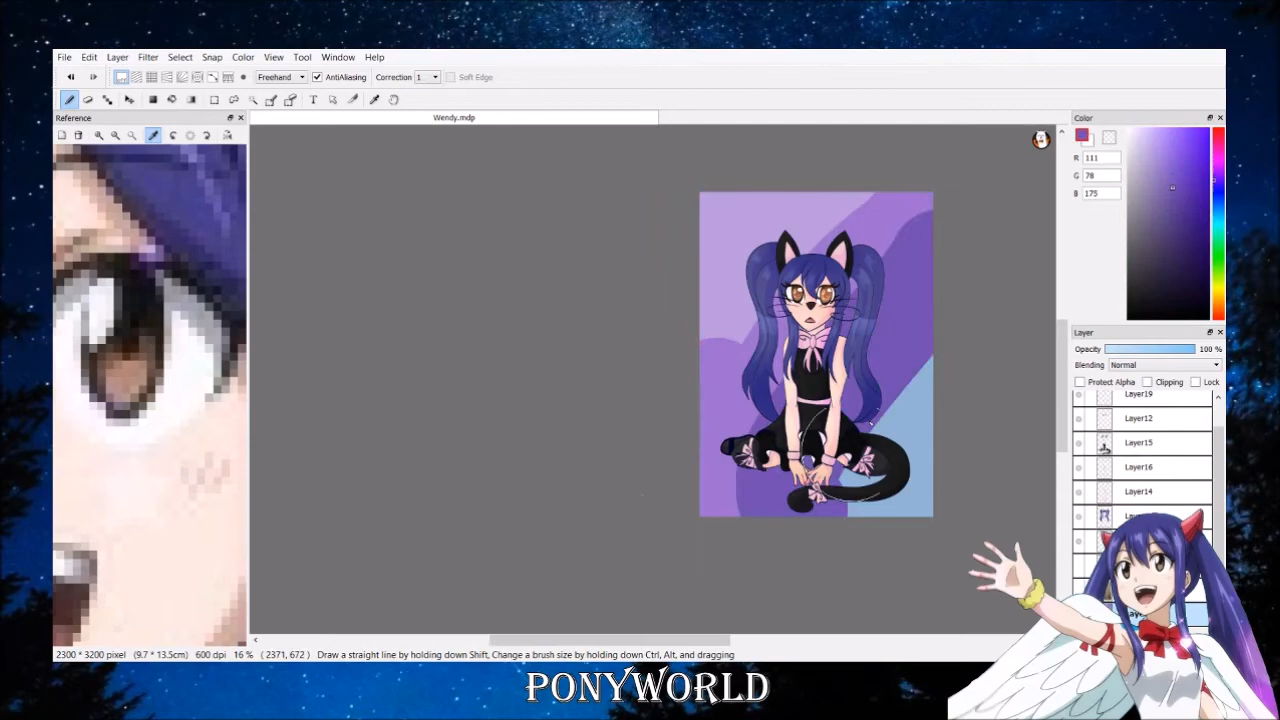 File Edit Layer Filter Select Snap Color View Tool Window Help
Freehand AntiAliasing Correction 1 Soft Edge
Reference
Wendy.mdp
Color
R 111
G 78
B 175
Layer
Opacity 100 %
Blending Normal
Protect Alpha Clipping Lock
Layer19
Layer12
Layer15
Layer16
Layer14
2300 * 3200 pixel (9.7 * 13.5cm) 600 dpi 16 % ( 2371, 672 ) Draw a straight line by holding down Shift, Change a brush size by holding down Ctrl, Alt, and dragging
PONYWORLD